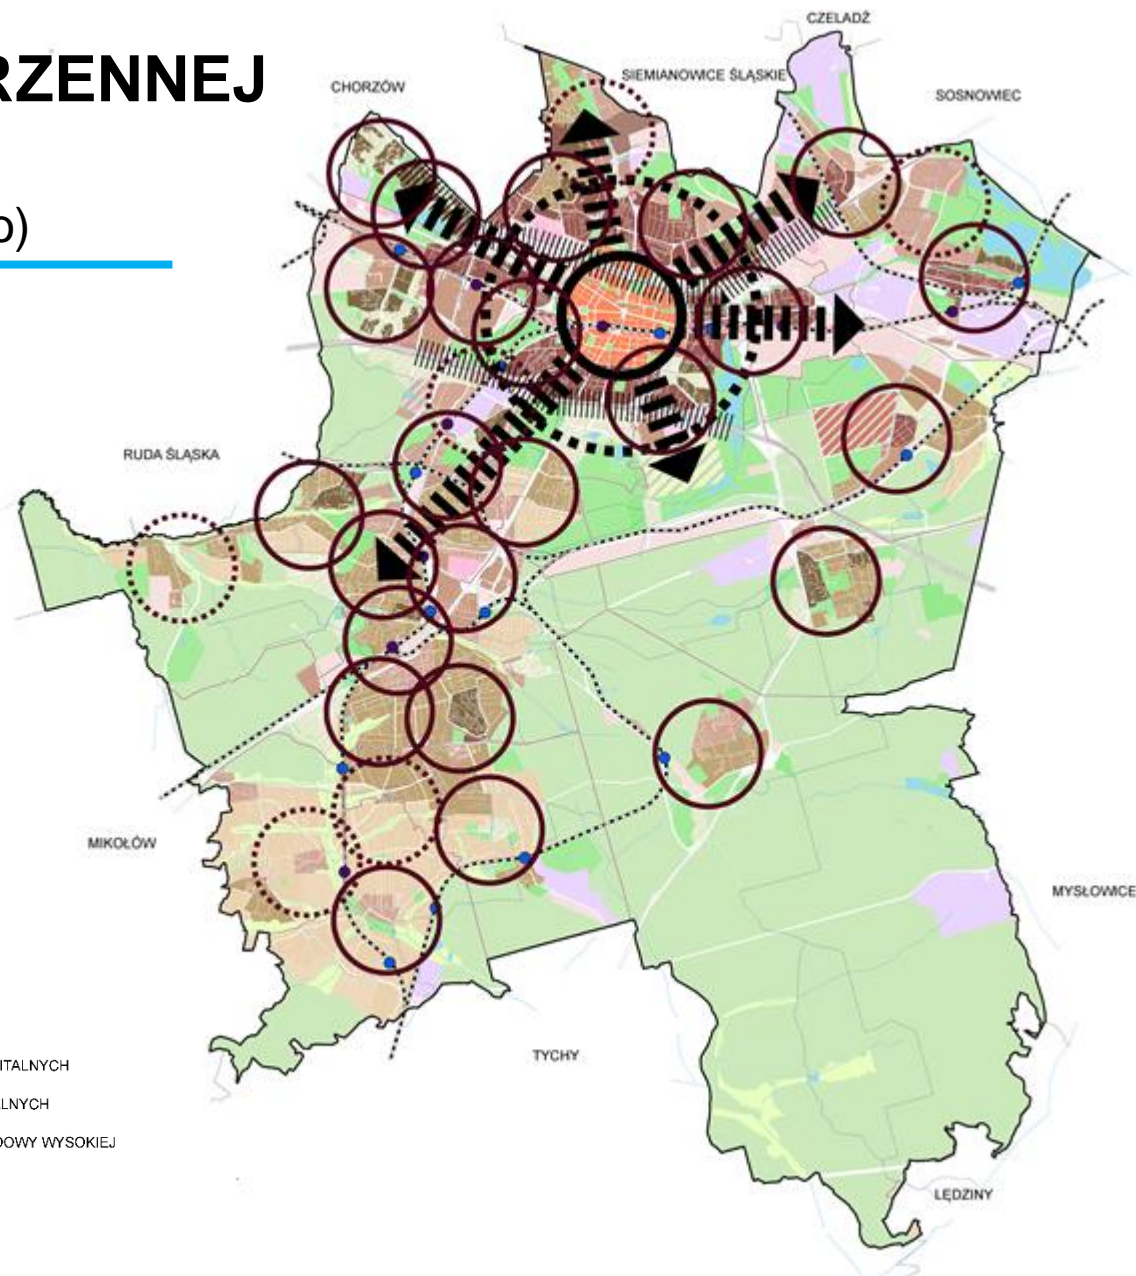 RZENNEJ
o)
CZELADŹ
CHORZÓW
SIEMIANOWICE ŚLĄSKIE
SOSNOWIEC
RUDA ŚLĄSKA
MIKOŁÓW
MYSŁOWICE
TYCHY
ITALNYCH
LNYCH
DOWY WYSOKIEJ
LĘDZINY